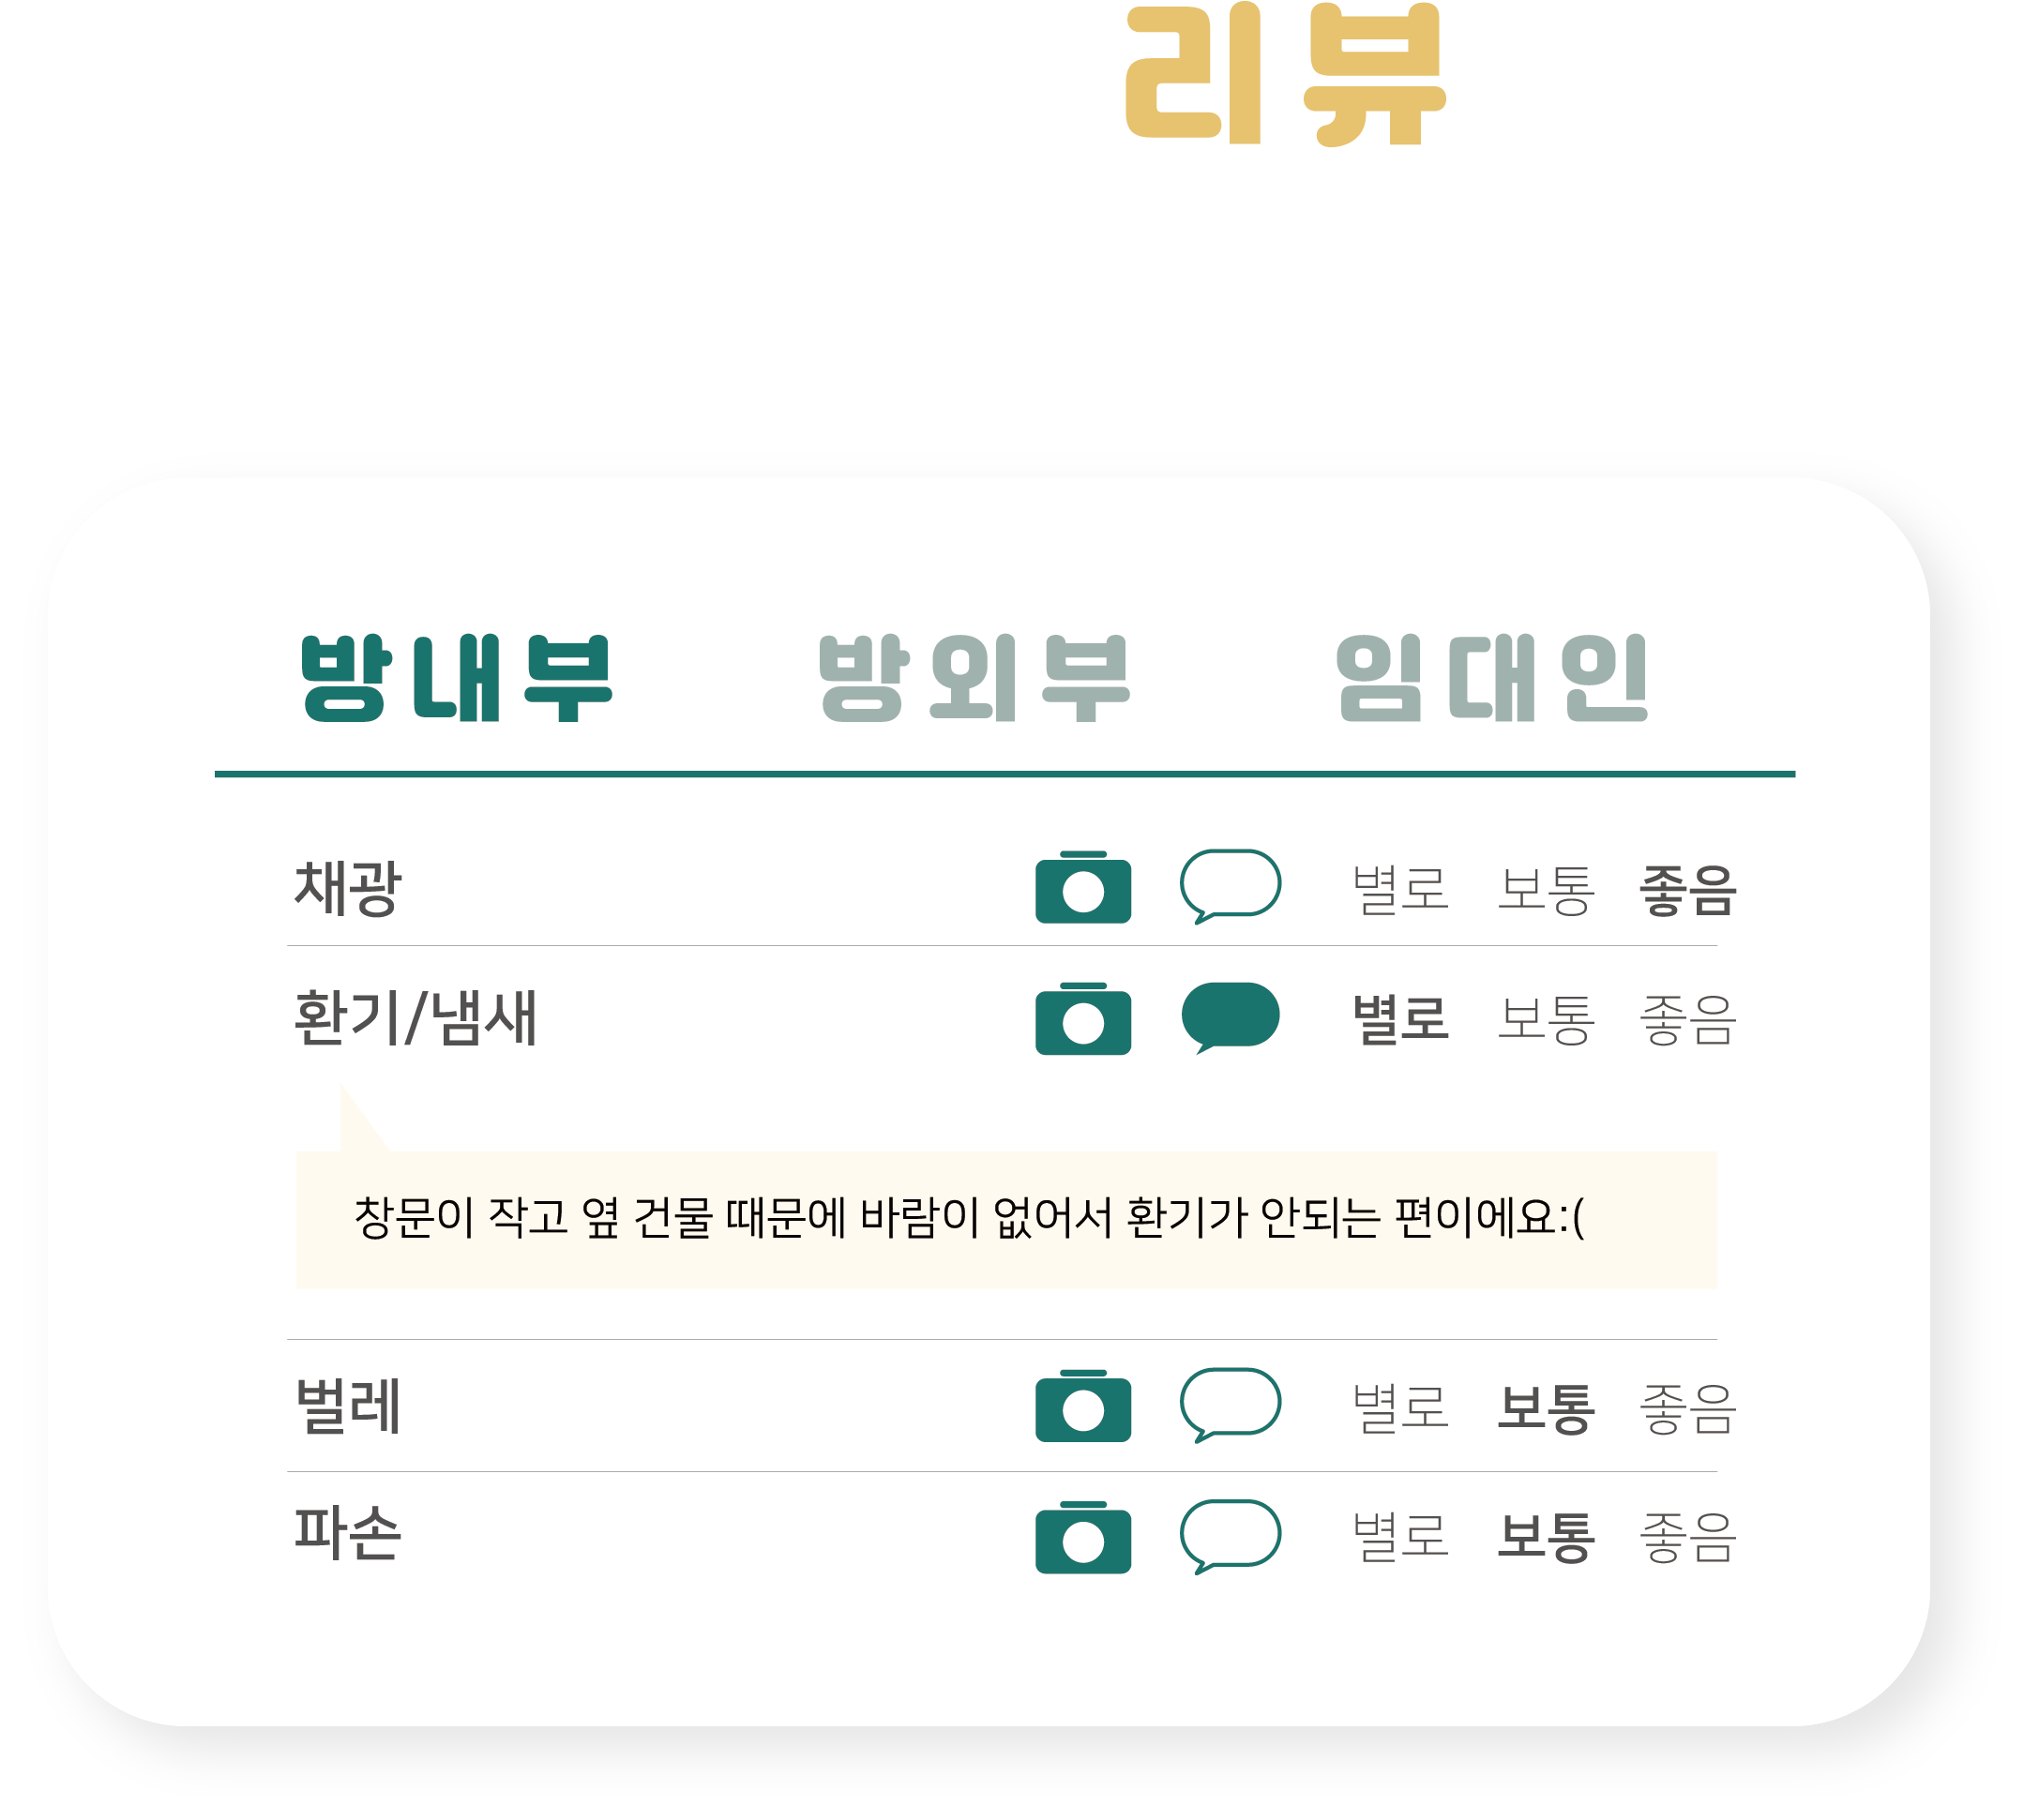 리뷰
방내부 방외부 임대인
채광 별로 보통 좋음
환기/냄새 별로 보통 좋음
창문이 작고 옆 건물 때문에 바람이 없어서 환기가 안되는 편이에요:(
벌레 별로 보통 좋음
파손 별로 보통 좋음